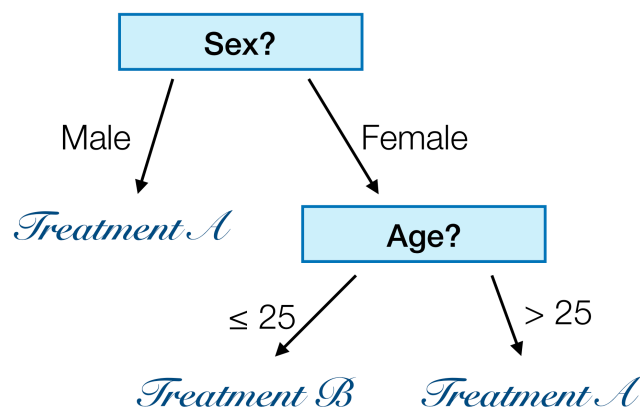 Sex?
Male
Female
Treatment A
Age?
≤ 25
> 25
Treatment B
Treatment A